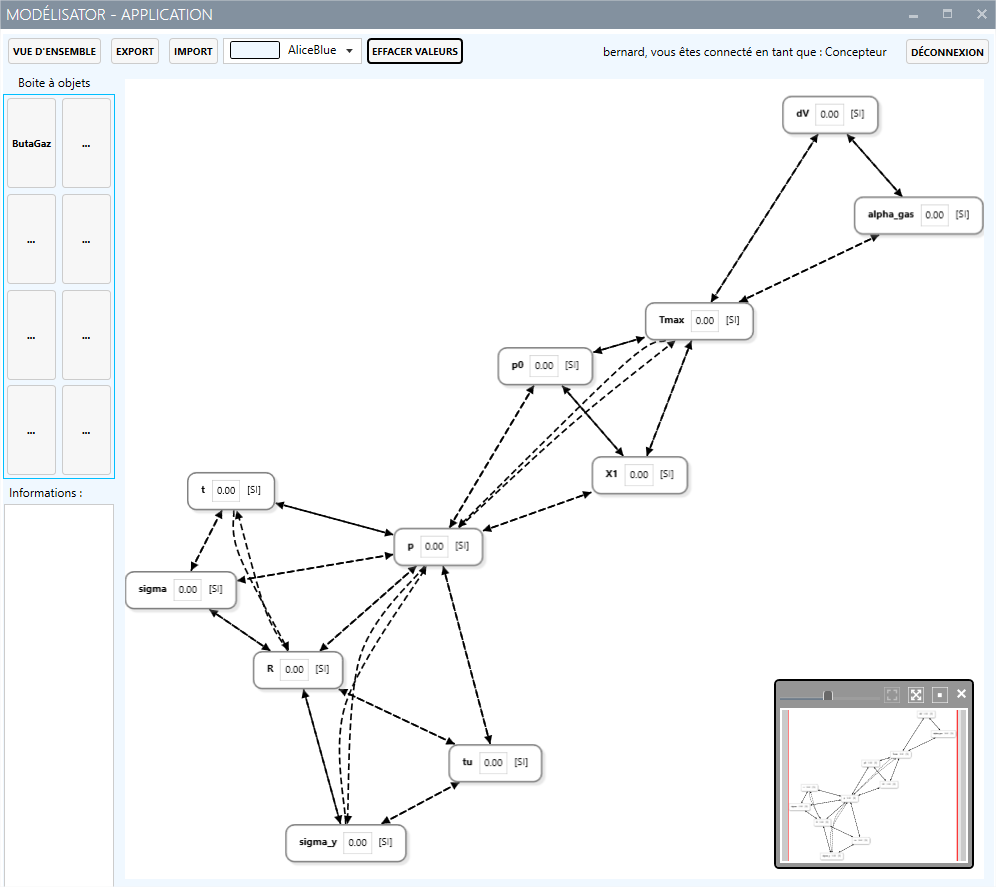 MODÉLISATOR - APPLICATION
VUE D'ENSEMBLE EXPORT IMPORT AliceBlue EFFACER VALEURS bernard, vous êtes connecté en tant que : Concepteur DÉCONNEXION
Boite à objets
ButaGaz ...
... ...
... ...
... ...
Informations :
dV 0.00 [SI]
alpha_gas 0.00 [SI]
Tmax 0.00 [SI]
p0 0.00 [SI]
X1 0.00 [SI]
t 0.00 [SI]
p 0.00 [SI]
sigma 0.00 [SI]
R 0.00 [SI]
tu 0.00 [SI]
sigma_y 0.00 [SI]